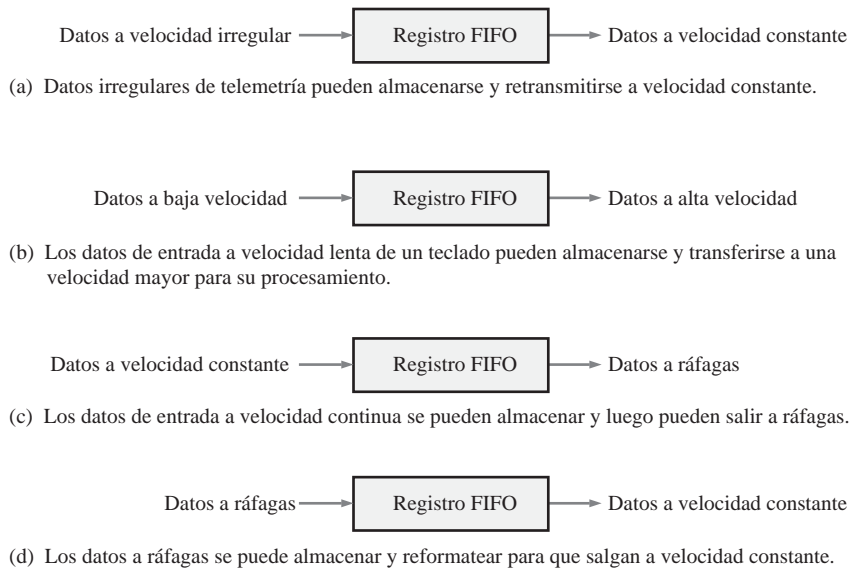 Datos a velocidad irregular Registro FIFO Datos a velocidad constante
(a) Datos irregulares de telemetría pueden almacenarse y retransmitirse a velocidad constante.
Datos a baja velocidad Registro FIFO Datos a alta velocidad
(b) Los datos de entrada a velocidad lenta de un teclado pueden almacenarse y transferirse a una
velocidad mayor para su procesamiento.
Datos a velocidad constante Registro FIFO Datos a ráfagas
(c) Los datos de entrada a velocidad continua se pueden almacenar y luego pueden salir a ráfagas.
Datos a ráfagas Registro FIFO Datos a velocidad constante
(d) Los datos a ráfagas se puede almacenar y reformatear para que salgan a velocidad constante.